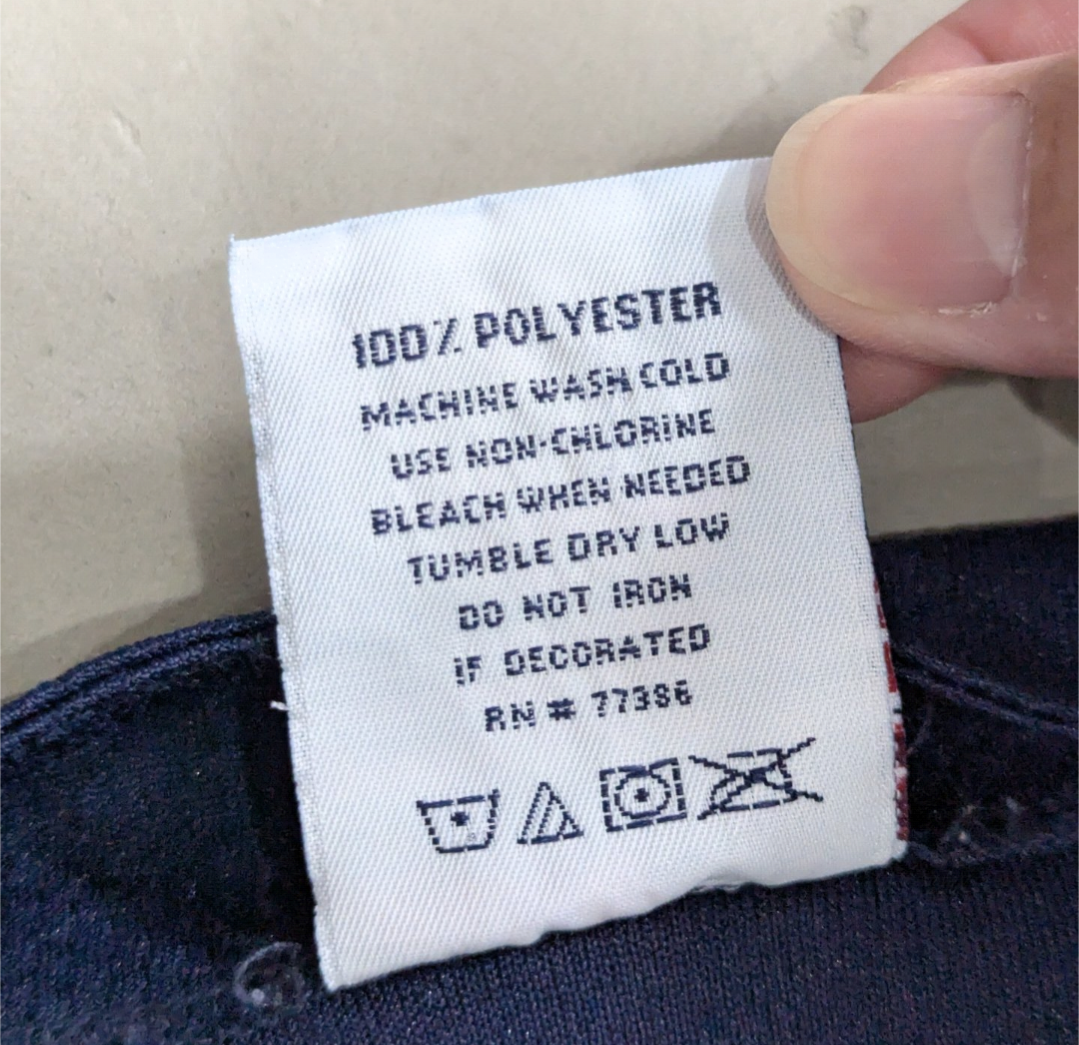 100% POLYESTER
MACHINE WASH COLD
USE NON-CHLORINE
BLEACH WHEN NEEDED
TUMBLE DRY LOW
DO NOT IRON
IF DECORATED
RN # 77386